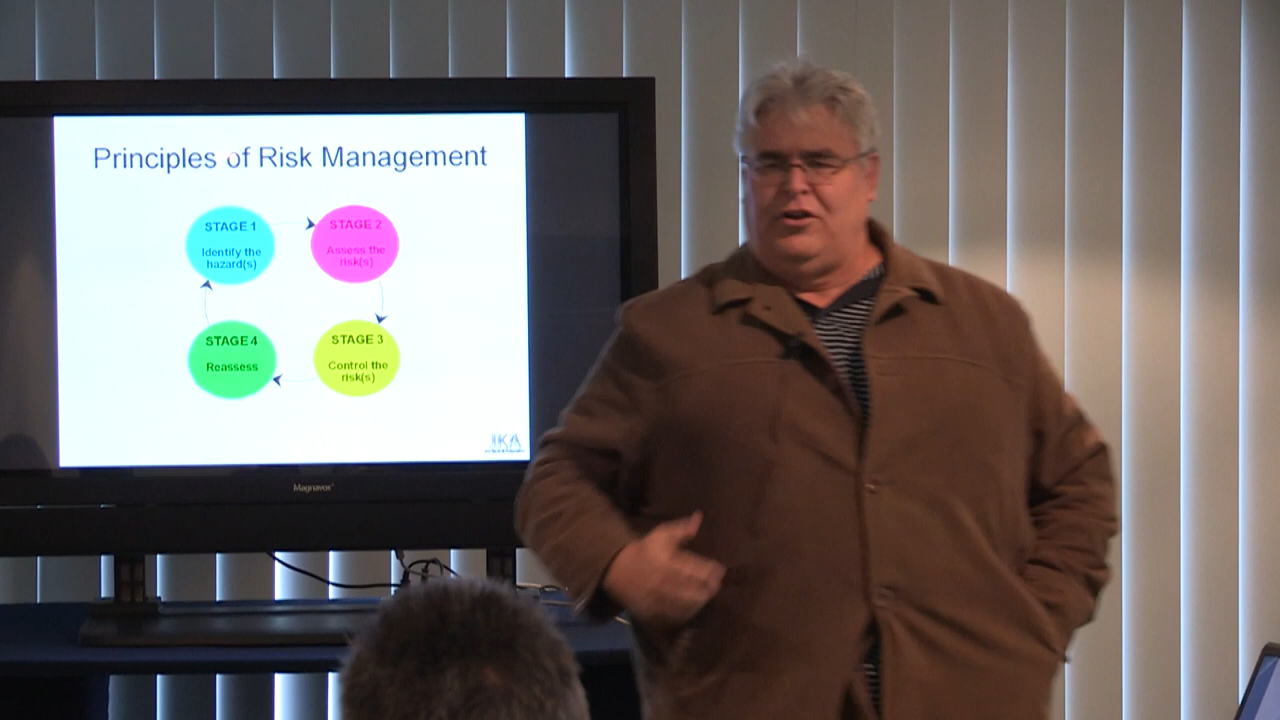 Principles of Risk Management
STAGE 1
Identify the
hazard(s)
STAGE 2
Assess the
risk(s)
STAGE 3
Control the
risk(s)
STAGE 4
Reassess
IKA
Magnavox